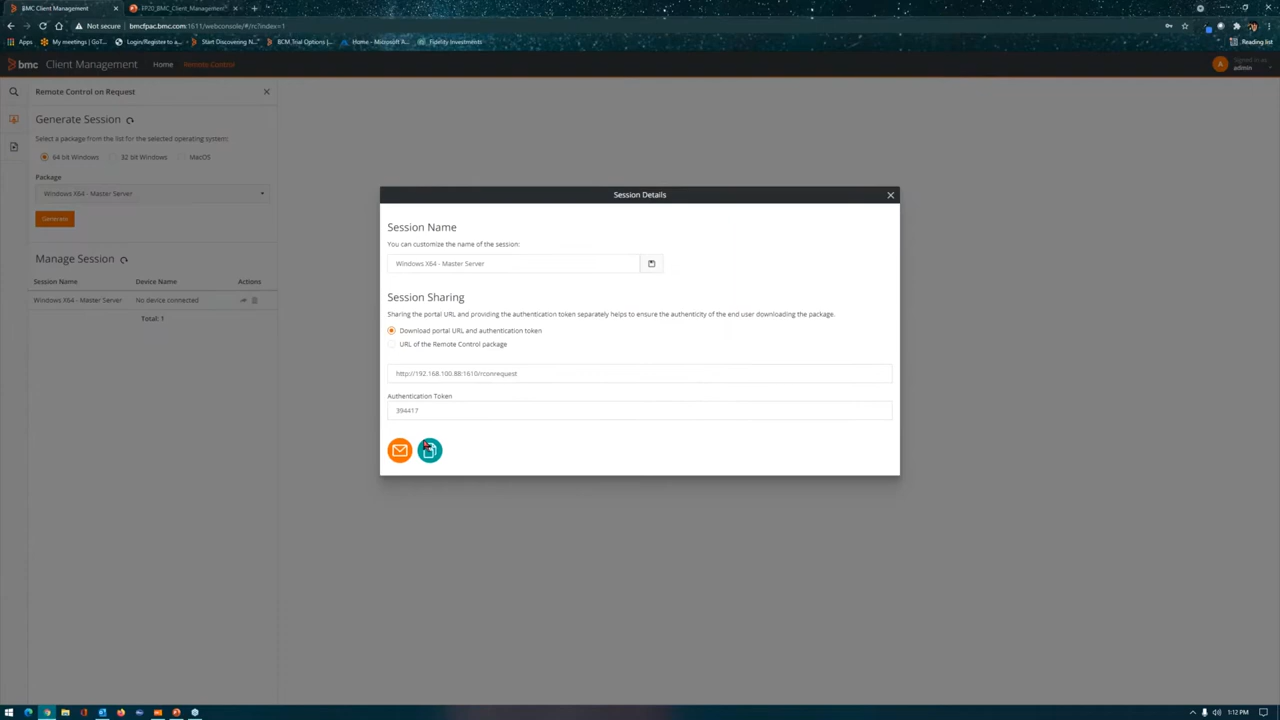 BMC Client Management
EP20_BMC_Client_Management
Not secure
bmcfpac.bmc.com:1611/webconsole/#/rc?index=1
Apps
My meetings | GoT...
Login/Register to a...
Start Discovering N...
BCM Trial Options |...
Home - Microsoft A...
Fidelity Investments
Reading list
bmc Client Management
Home
Remote Control
A
Signed in as
admin
Remote Control on Request
Generate Session
Select a package from the list for the selected operating system:
64 bit Windows
32 bit Windows
MacOS
Package
Windows X64 - Master Server
Generate
Manage Session
Session Name
Device Name
Actions
Windows X64 - Master Server
No device connected
Total: 1
Session Details
Session Name
You can customize the name of the session:
Windows X64 - Master Server
Session Sharing
Sharing the portal URL and providing the authentication token separately helps to ensure the authenticity of the end user downloading the package.
Download portal URL and authentication token
URL of the Remote Control package
http://192.168.100.88:1610/rconrequest
Authentication Token
394417
1:12 PM